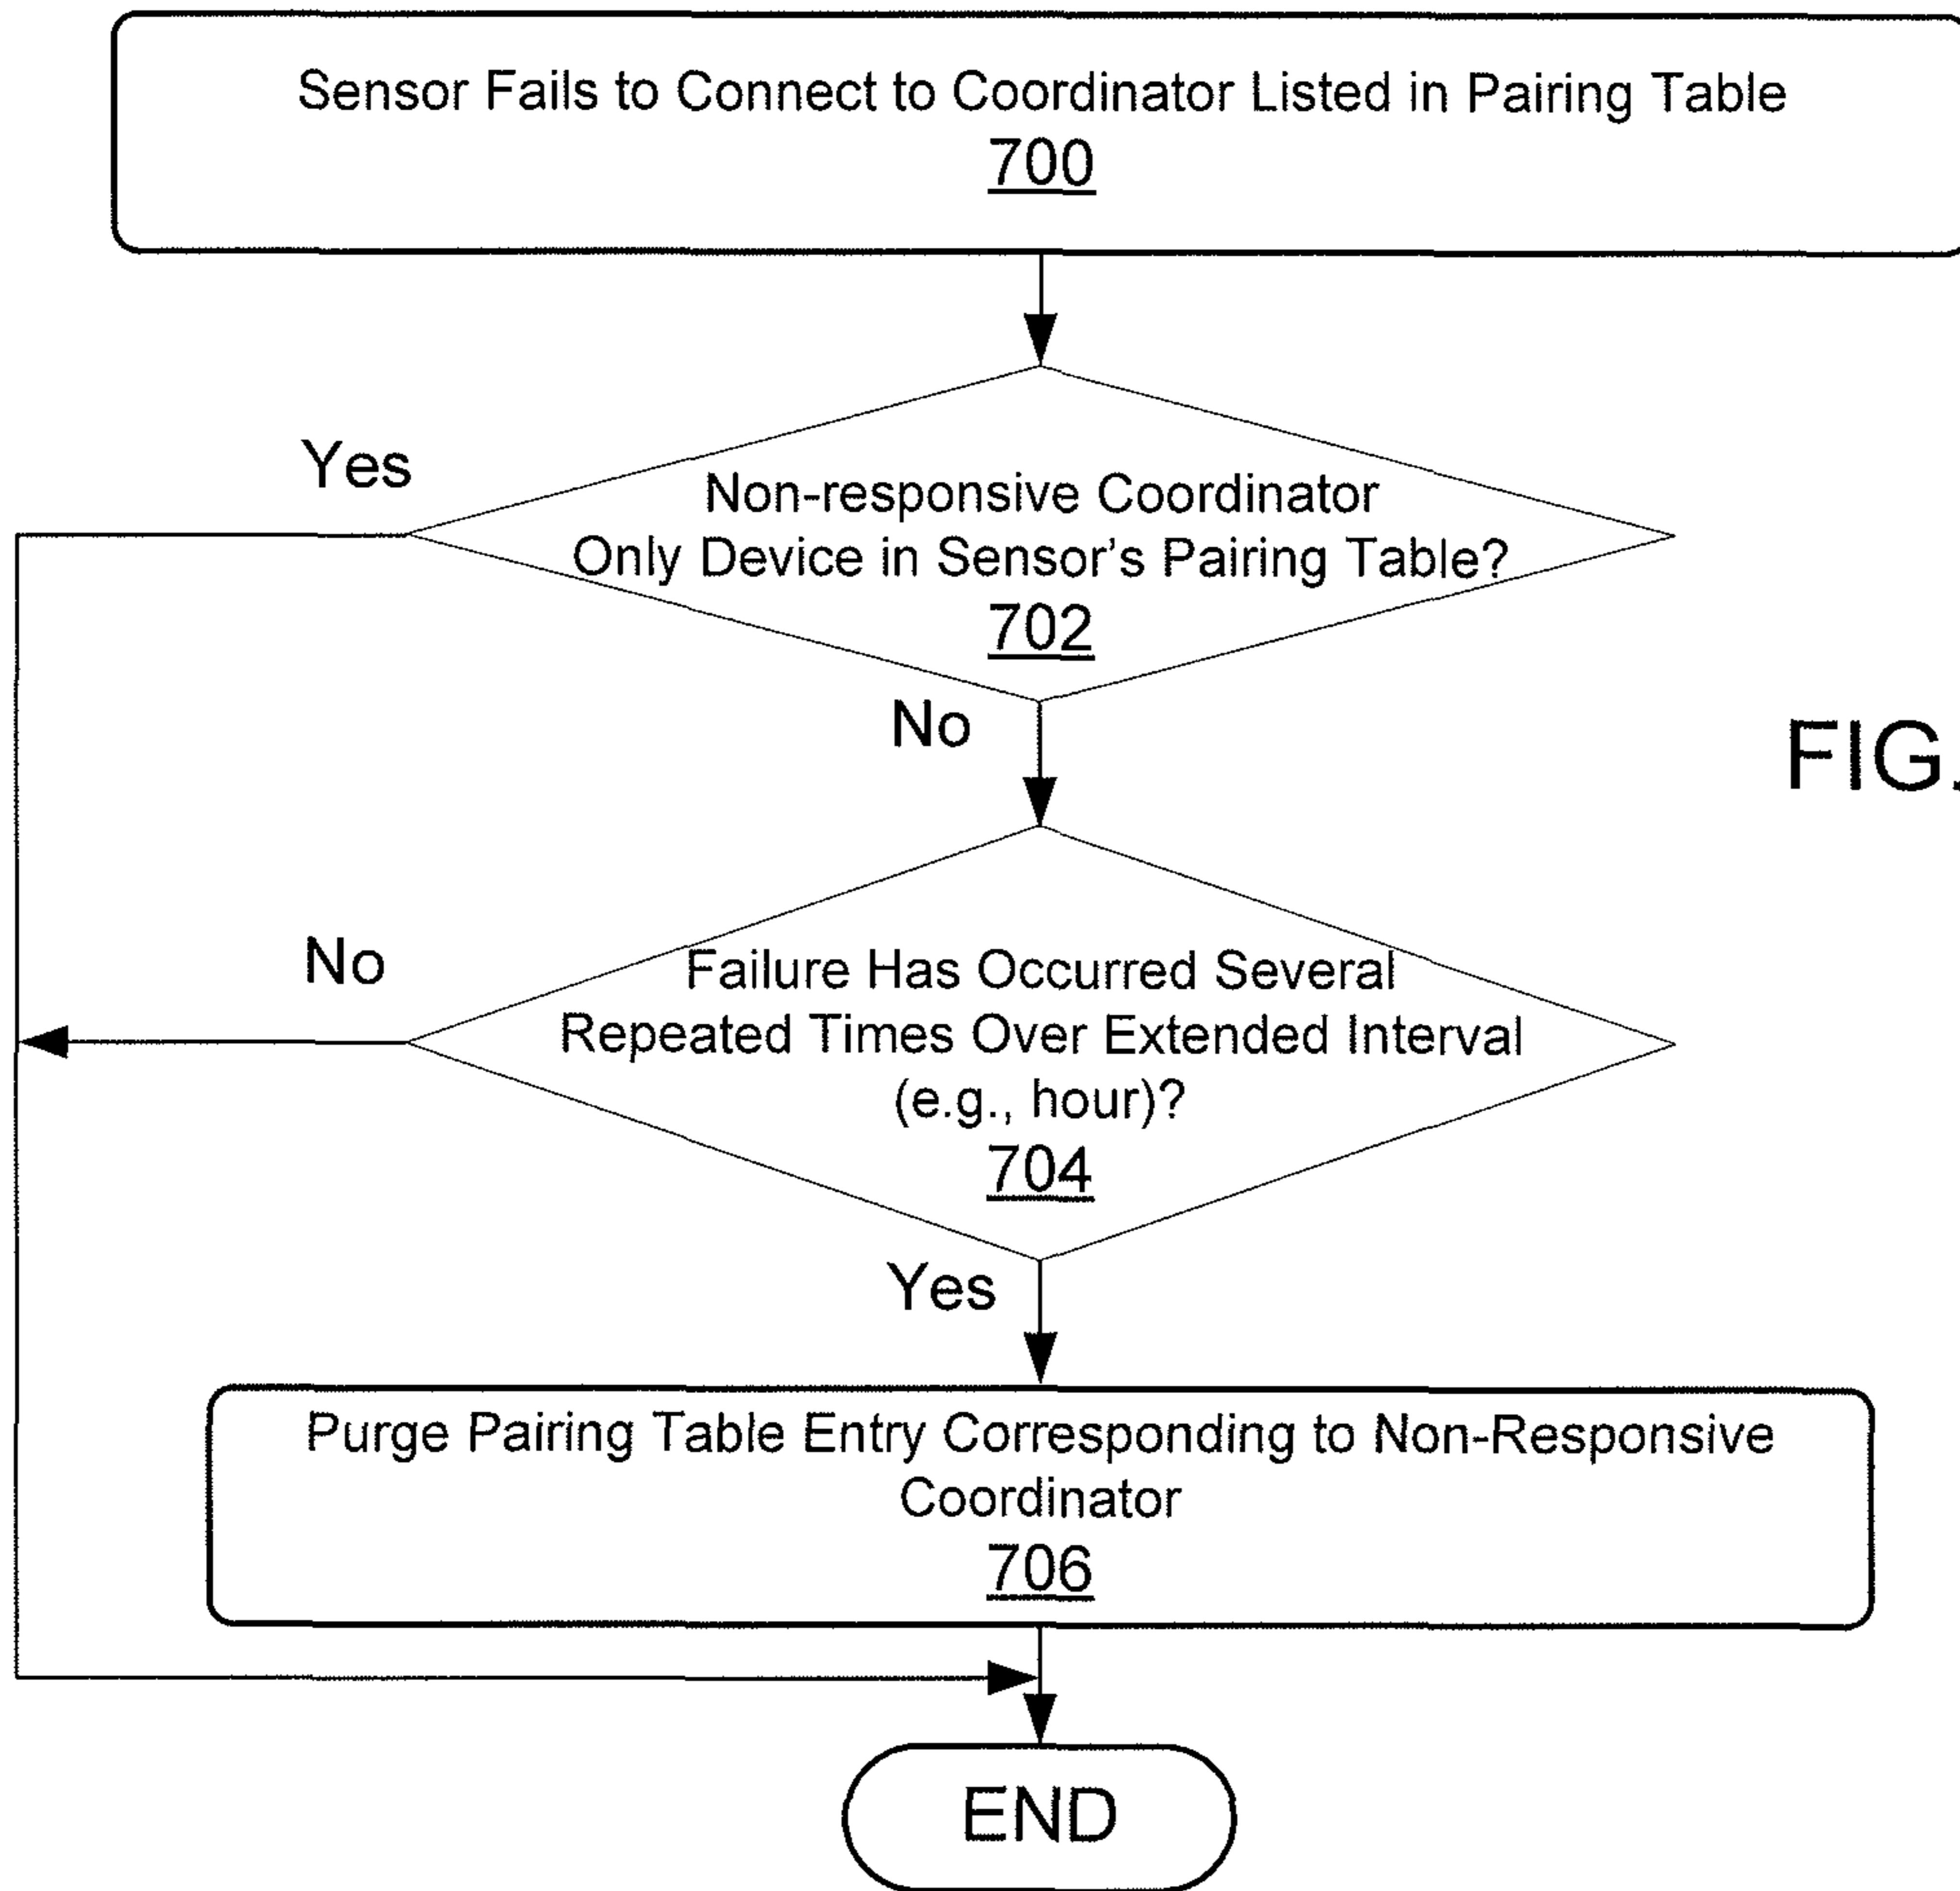 Sensor Fails to Connect to Coordinator Listed in Pairing Table
700
Yes
Non-responsive Coordinator
Only Device in Sensor's Pairing Table?
702
No
FIG.
No
Failure Has Occurred Several
Repeated Times Over Extended Interval
(e.g., hour)?
704
Yes
Purge Pairing Table Entry Corresponding to Non-Responsive
Coordinator
706
END